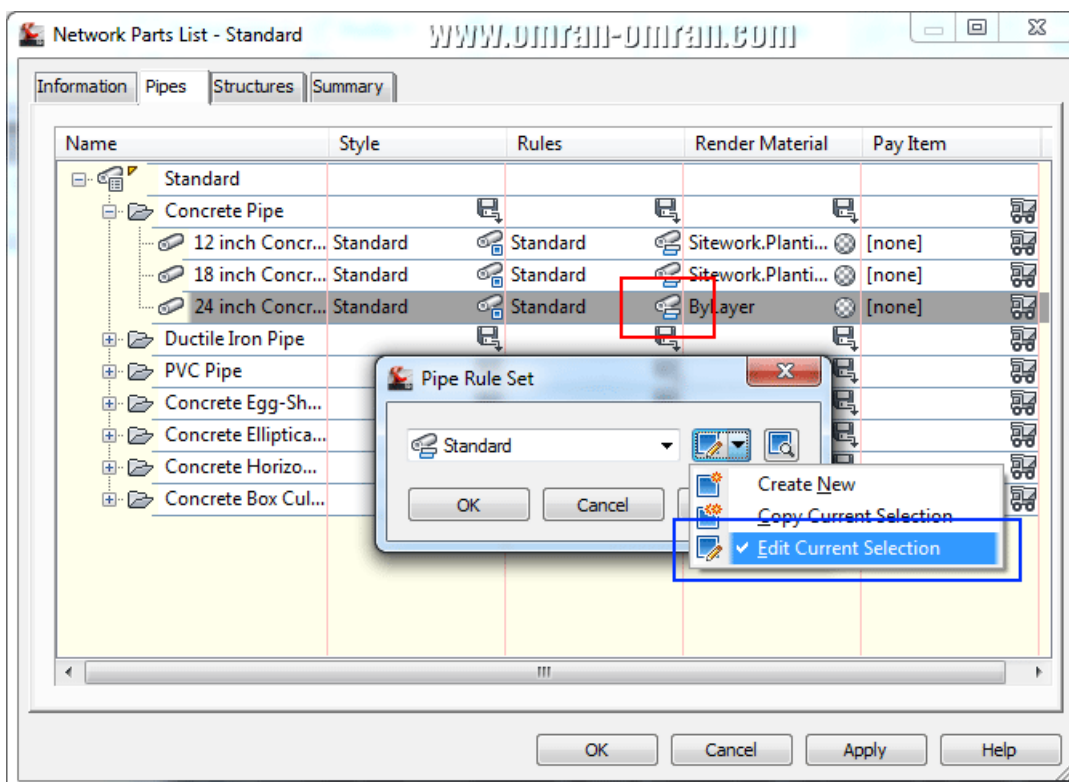 Network Parts List - Standard
www.omran-omran.com
Information Pipes Structures Summary
Name Style Rules Render Material Pay Item
Standard
Concrete Pipe
12 inch Concr... Standard Standard Sitework.Planti... [none]
18 inch Concr... Standard Standard Sitework.Planti... [none]
24 inch Concr... Standard Standard ByLayer [none]
Ductile Iron Pipe
PVC Pipe
Pipe Rule Set
Concrete Egg-Sh...
Concrete Elliptica...
Standard
Concrete Horizo...
Create New
Concrete Box Cul...
OK Cancel
Copy Current Selection
Edit Current Selection
OK Cancel Apply Help